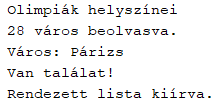 Olimpiák helyszínei
28 város beolvasva.
Város: Párizs
Van találat!
Rendezett lista kiírva.